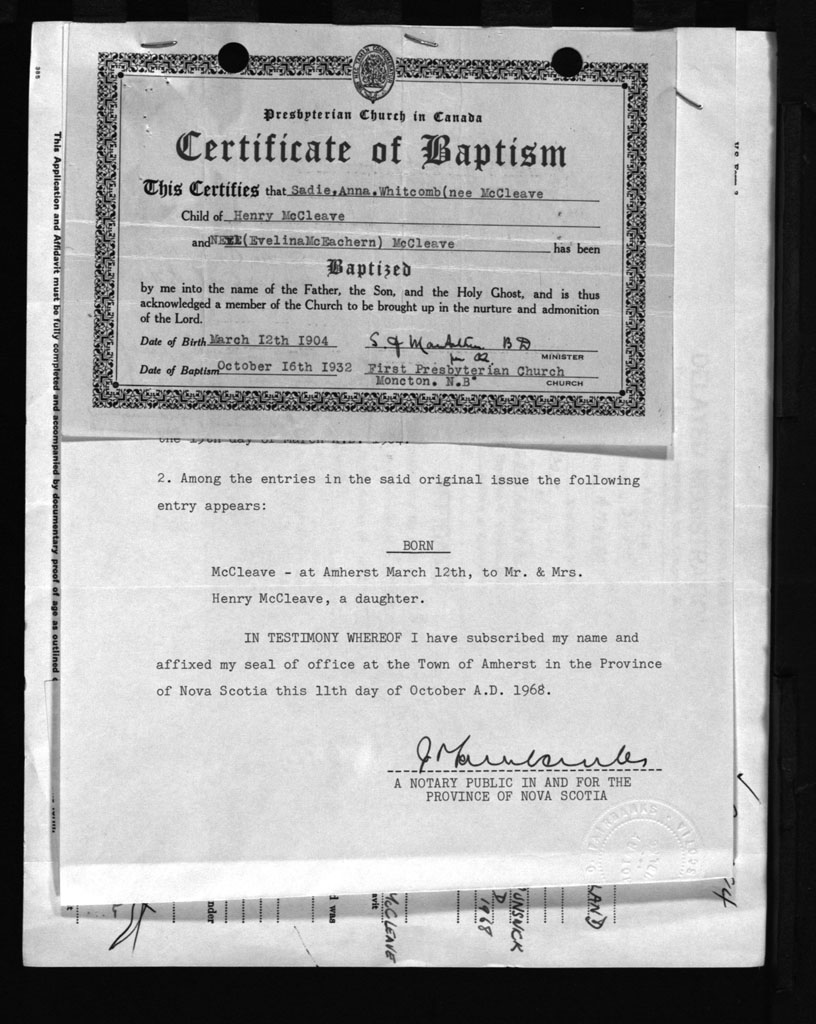 Presbyterian Church in Canada
Certificate of Baptism
This Certifies that Sadie,Anna,Whitcomb(nee McCleave
Child of Henry McCleave
and (EvelinaMcEachern) McCleave has been
Baptized
by me into the name of the Father, the Son, and the Holy Ghost, and is thus
acknowledged a member of the Church to be brought up in the nurture and admonition
of the Lord.
Date of Birth March 12th 1904 B D
MINISTER
Date of Baptism October 16th 1932 First Presbyterian Church
Moncton. N.B. CHURCH
2. Among the entries in the said original issue the following
entry appears:
BORN
McCleave - at Amherst March 12th, to Mr. & Mrs.
Henry McCleave, a daughter.
IN TESTIMONY WHEREOF I have subscribed my name and
affixed my seal of office at the Town of Amherst in the Province
of Nova Scotia this 11th day of October A.D. 1968.
A NOTARY PUBLIC IN AND FOR THE
PROVINCE OF NOVA SCOTIA
This Application and Affidavit must be fully completed and accompanied by documentary proof of age as outlined
nder
i was
avit
McCLEAVE
UNSWICK
D
1968
LAND